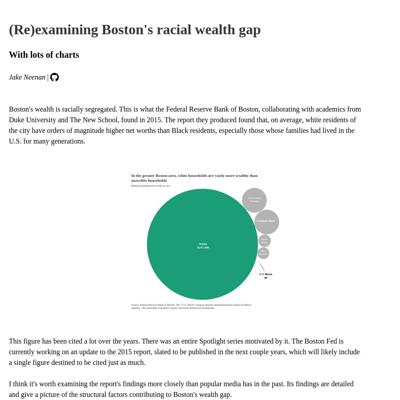 (Re)examining Boston's racial wealth gap
With lots of charts
Jake Neenan |
Boston's wealth is racially segregated. This is what the Federal Reserve Bank of Boston, collaborating with academics from
Duke University and The New School, found in 2015. The report they produced found that, on average, white residents of
the city have orders of magnitude higher net worths than Black residents, especially those whose families had lived in the
U.S. for many generations.
In the greater Boston area, white households are vastly more wealthy than
nonwhite households
White
U.S. Black
$8
This figure has been cited a lot over the years. There was an entire Spotlight series motivated by it. The Boston Fed is
currently working on an update to the 2015 report, slated to be published in the next couple years, which will likely include
a single figure destined to be cited just as much.
I think it's worth examining the report's findings more closely than popular media has in the past. Its findings are detailed
and give a picture of the structural factors contributing to Boston's wealth gap.